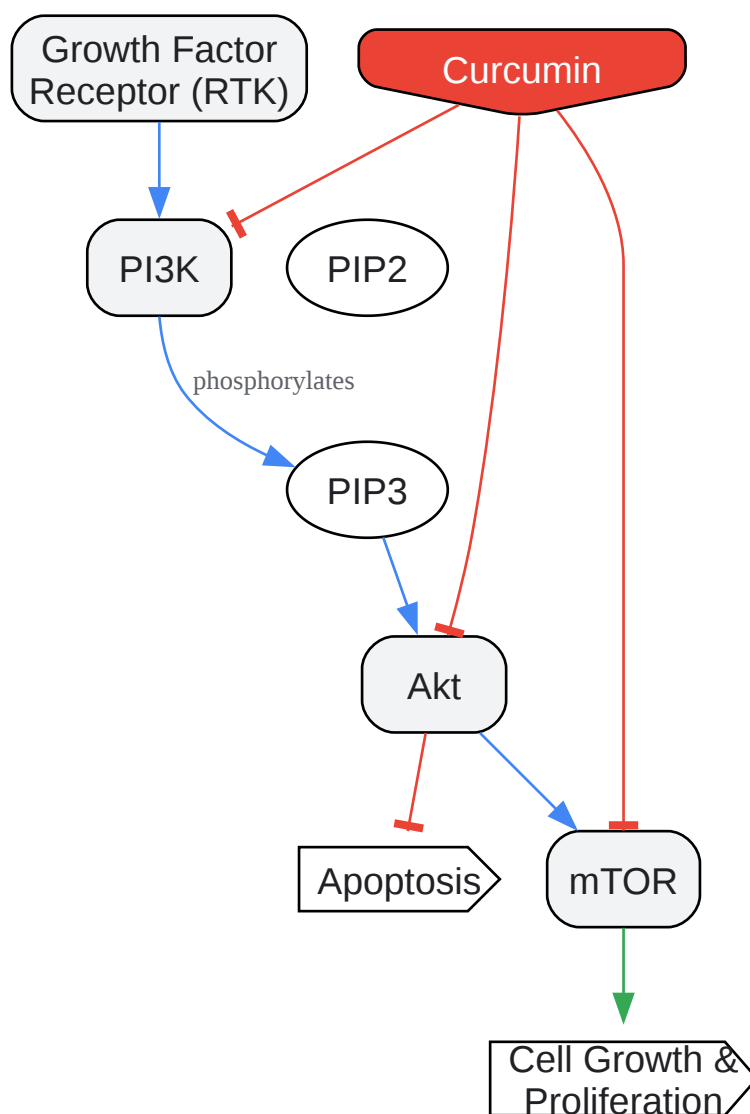 Growth Factor
Receptor (RTK)
Curcumin
PI3K
PIP2
phosphorylates
PIP3
Akt
Apoptosis
mTOR
Cell Growth &
Proliferation